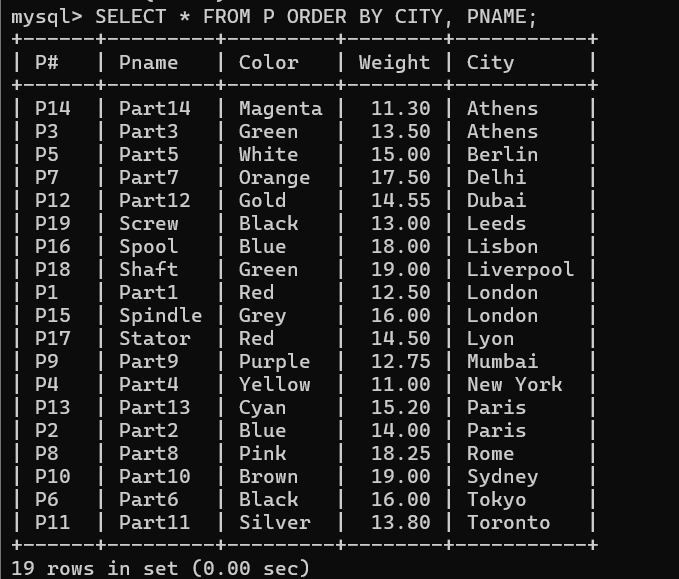 mysql> SELECT * FROM P ORDER BY CITY, PNAME;
+------+---------+---------+--------+-----------+
| P#   | Pname   | Color   | Weight | City      |
+------+---------+---------+--------+-----------+
| P14  | Part14  | Magenta |  11.30 | Athens    |
| P3   | Part3   | Green   |  13.50 | Athens    |
| P5   | Part5   | White   |  15.00 | Berlin    |
| P7   | Part7   | Orange  |  17.50 | Delhi     |
| P12  | Part12  | Gold    |  14.55 | Dubai     |
| P19  | Screw   | Black   |  13.00 | Leeds     |
| P16  | Spool   | Blue    |  18.00 | Lisbon    |
| P18  | Shaft   | Green   |  19.00 | Liverpool |
| P1   | Part1   | Red     |  12.50 | London    |
| P15  | Spindle | Grey    |  16.00 | London    |
| P17  | Stator  | Red     |  14.50 | Lyon      |
| P9   | Part9   | Purple  |  12.75 | Mumbai    |
| P4   | Part4   | Yellow  |  11.00 | New York  |
| P13  | Part13  | Cyan    |  15.20 | Paris     |
| P2   | Part2   | Blue    |  14.00 | Paris     |
| P8   | Part8   | Pink    |  18.25 | Rome      |
| P10  | Part10  | Brown   |  19.00 | Sydney    |
| P6   | Part6   | Black   |  16.00 | Tokyo     |
| P11  | Part11  | Silver  |  13.80 | Toronto   |
+------+---------+---------+--------+-----------+
19 rows in set (0.00 sec)